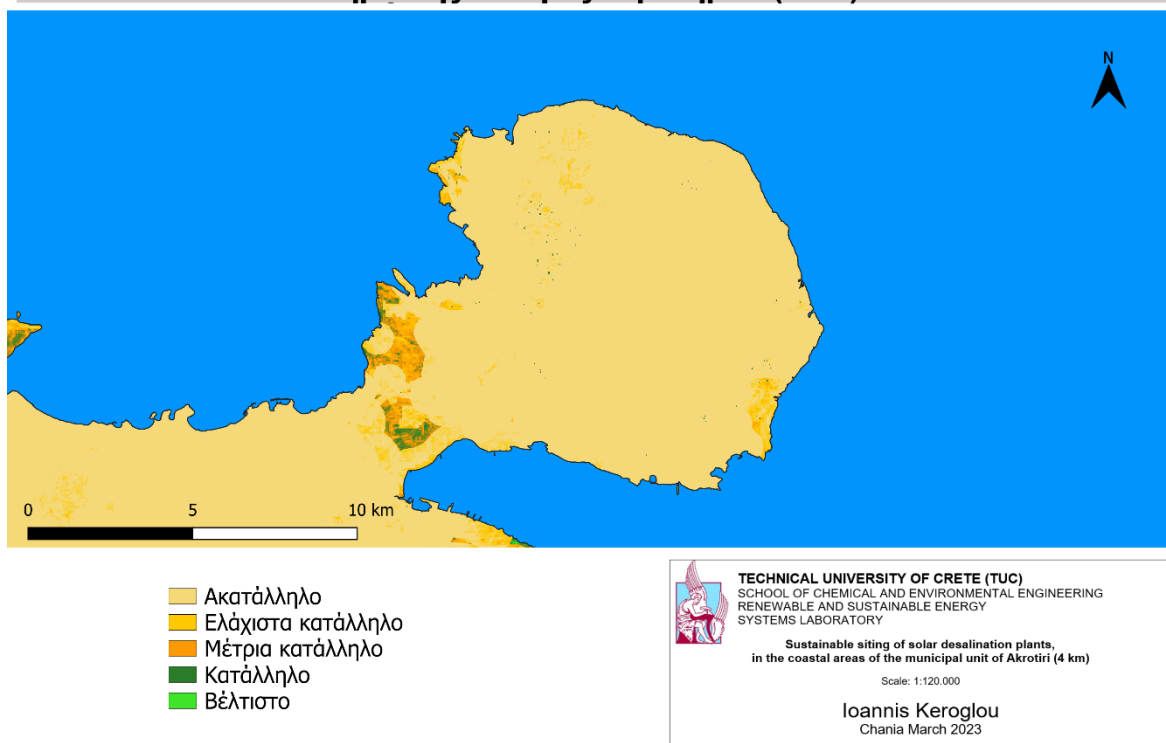 N
0 5 10 km
Ακατάλληλο
Ελάχιστα κατάλληλο
Μέτρια κατάλληλο
Κατάλληλο
Βέλτιστο
TECHNICAL UNIVERSITY OF CRETE (TUC)
SCHOOL OF CHEMICAL AND ENVIRONMENTAL ENGINEERING
RENEWABLE AND SUSTAINABLE ENERGY
SYSTEMS LABORATORY
Sustainable siting of solar desalination plants,
in the coastal areas of the municipal unit of Akrotiri (4 km)
Scale: 1:120.000
Ioannis Keroglou
Chania March 2023